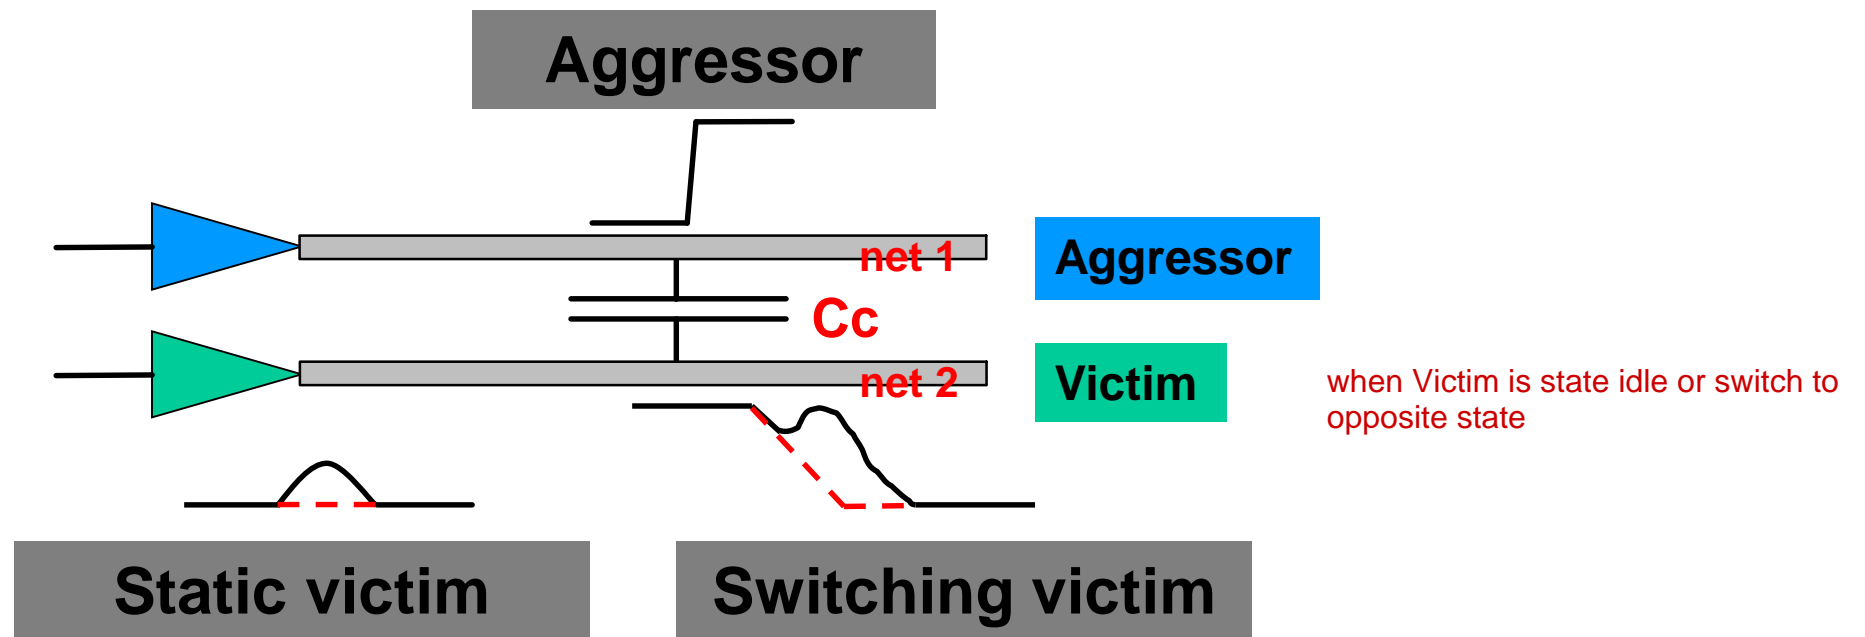 Aggressor
net 1
Aggressor
Cc
net 2
Victim
when Victim is state idle or switch to
opposite state
Static victim
Switching victim